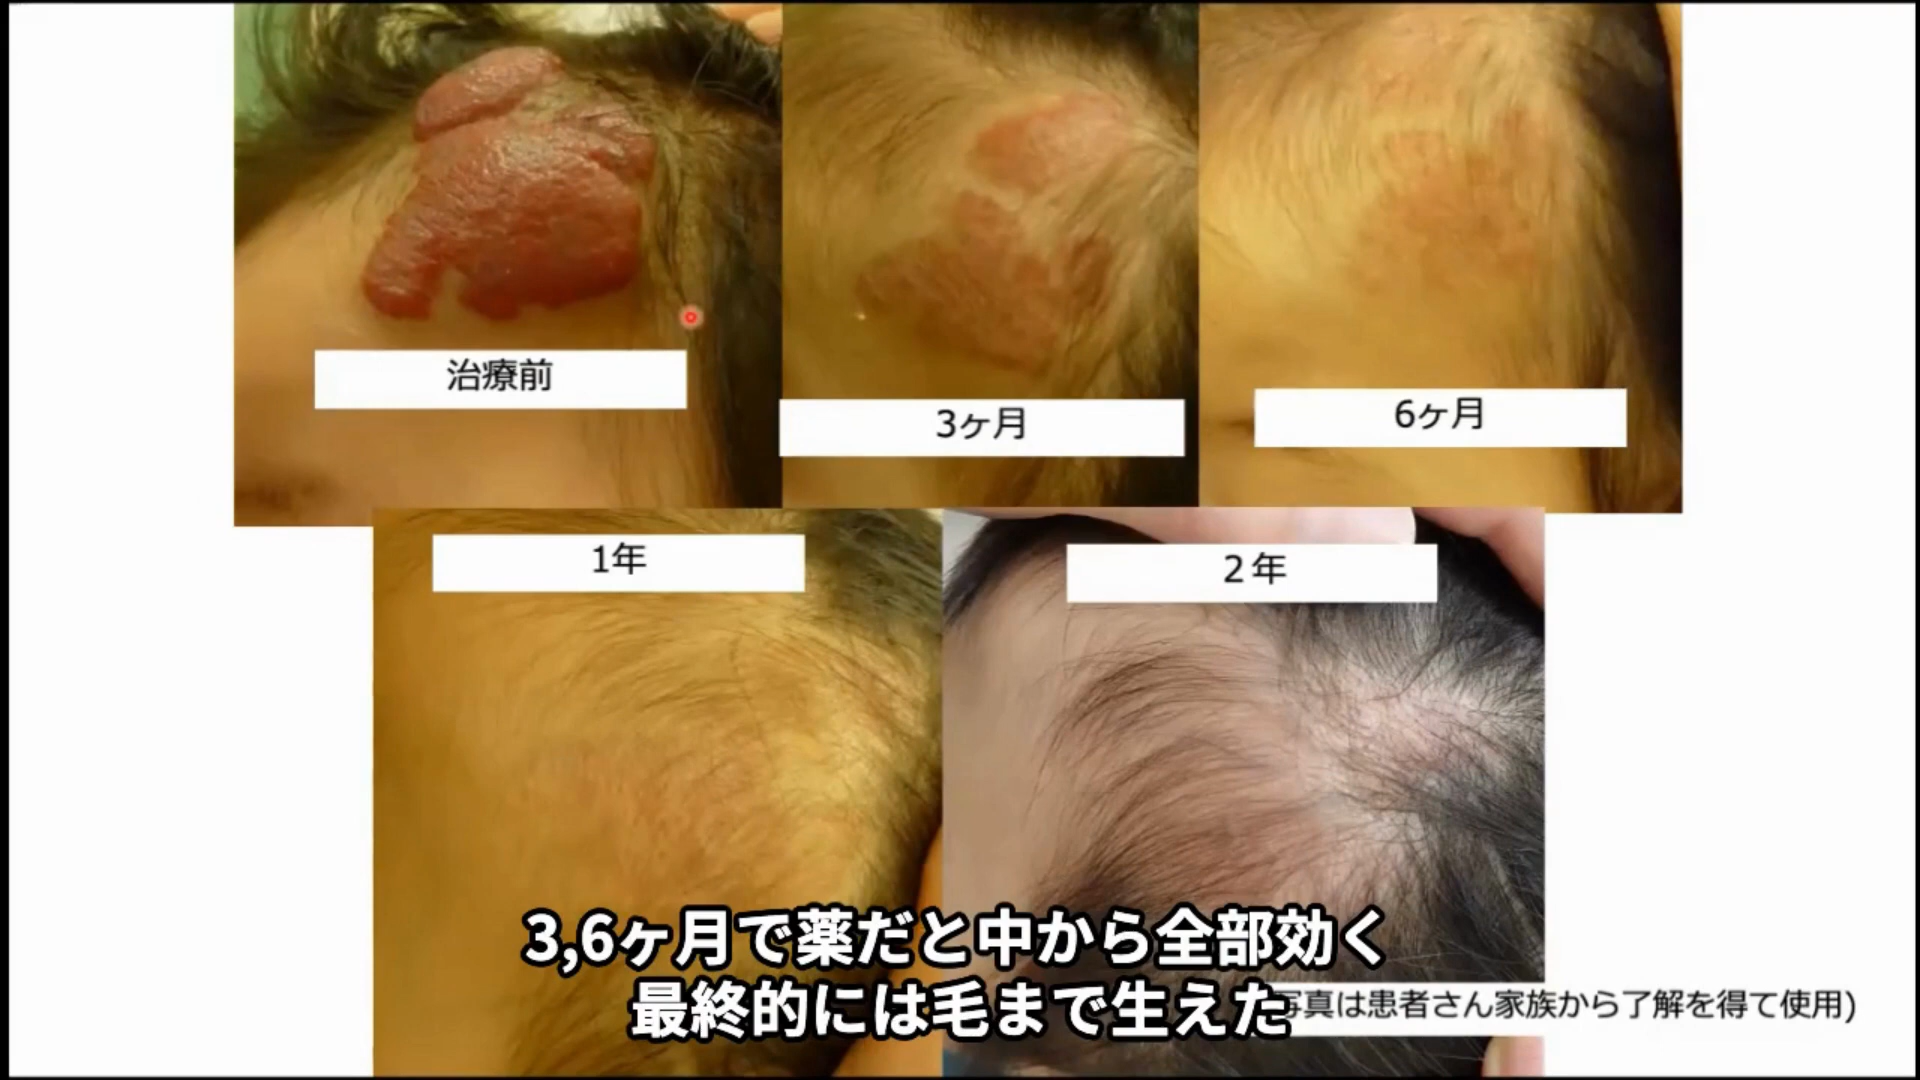 治療前
3ヶ月
6ヶ月
1年
２年
3,6ヶ月で薬だと中から全部効く
最終的には毛まで生えた
写真は患者さん家族から了解を得て使用)